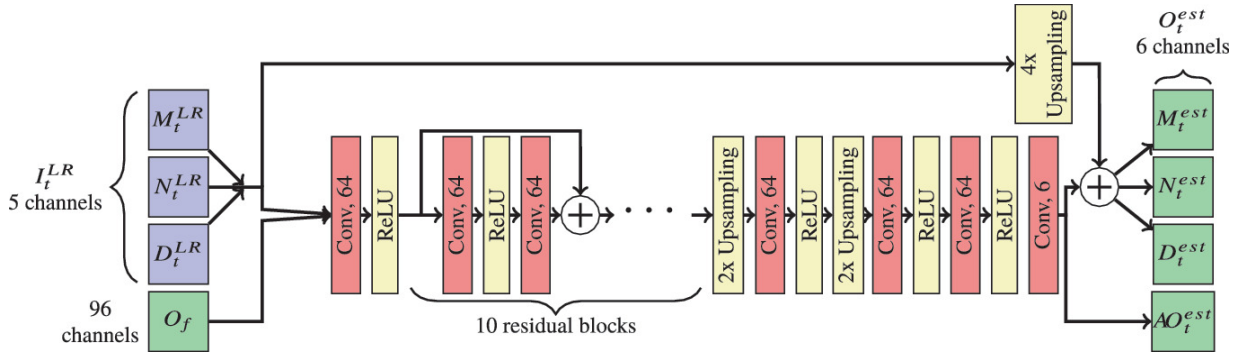 O_t^{est}
6 channels
4x
Upsampling
M_t^{LR}
N_t^{LR}
D_t^{LR}
I_t^{LR}
5 channels
96
channels
O_f
Conv, 64
ReLU
Conv, 64
ReLU
Conv, 64
10 residual blocks
. . .
2x Upsampling
Conv, 64
ReLU
2x Upsampling
Conv, 64
ReLU
Conv, 64
ReLU
Conv, 6
M_t^{est}
N_t^{est}
D_t^{est}
AO_t^{est}